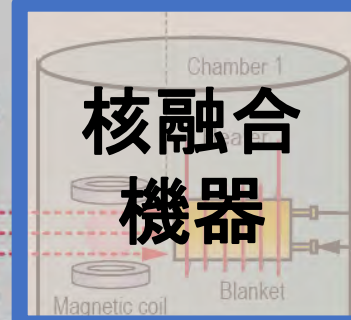 Chamber 1
核融合
機器
Blanket
Magnetic coil